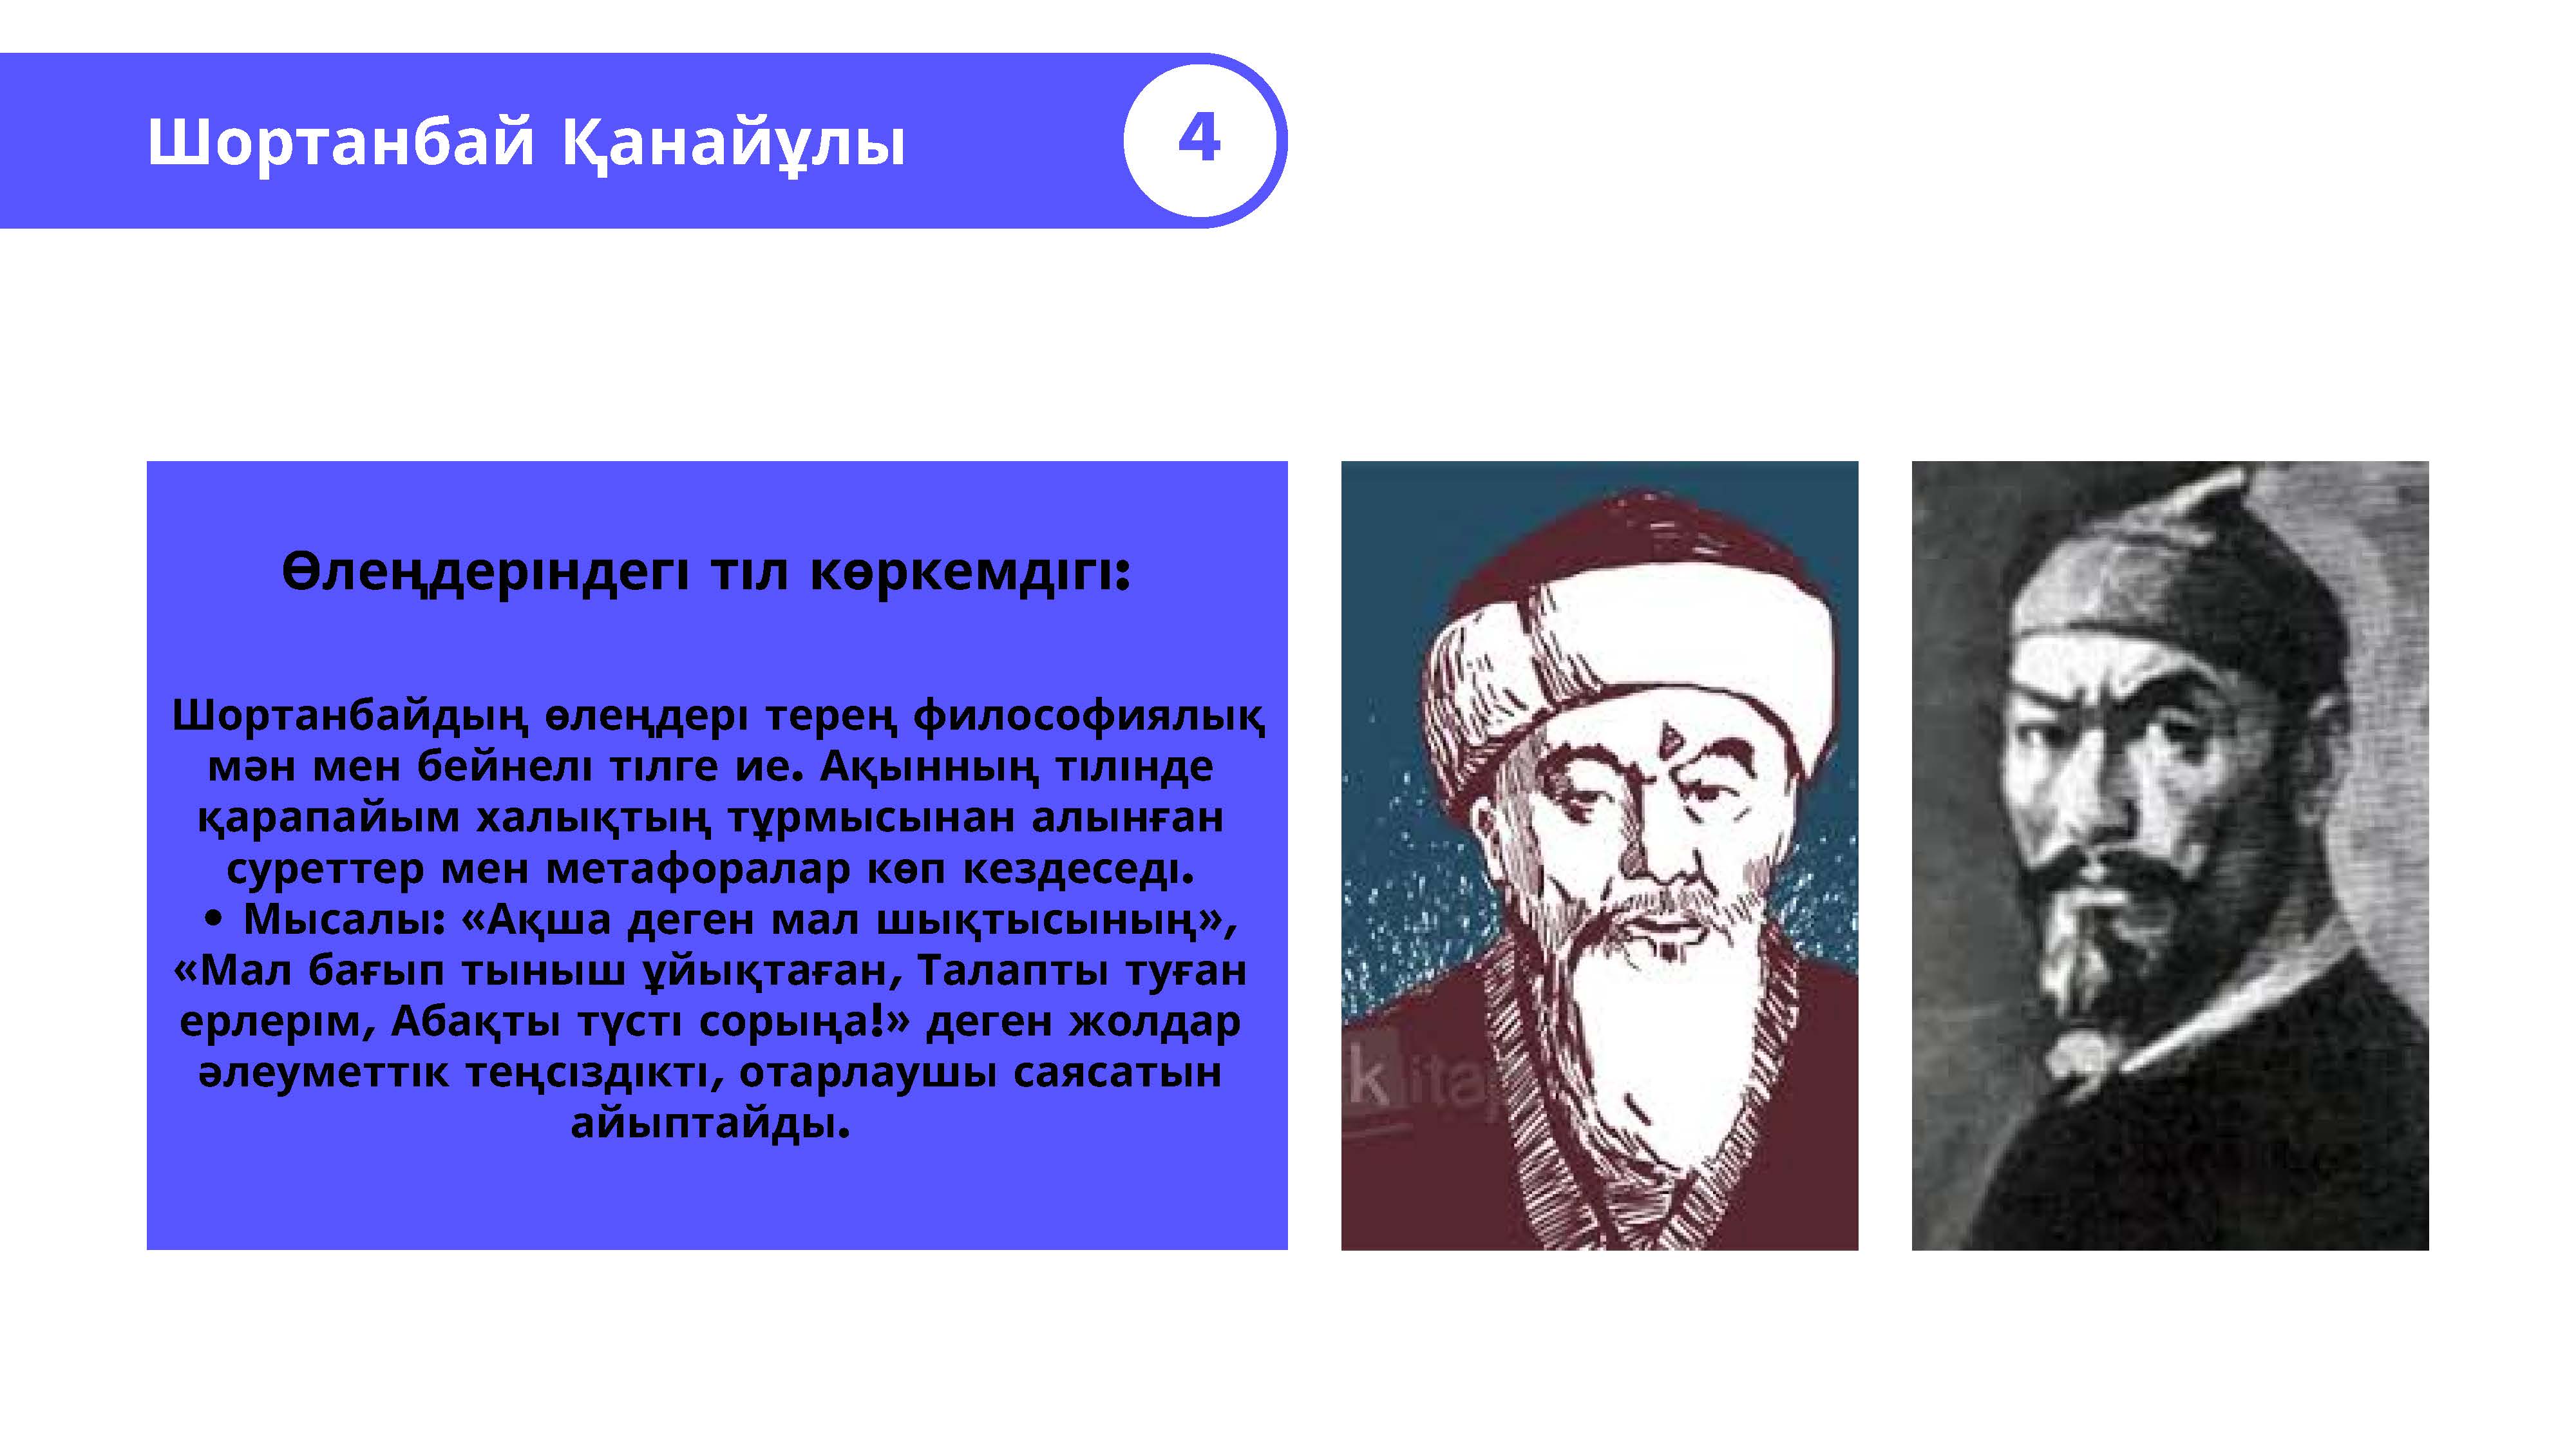 Шортанбай Қанайұлы
4
Өлеңдеріндегі тіл көркемдігі:
Шортанбайдың өлеңдері терең философиялық
мән мен бейнелі тілге ие. Ақынның тілінде
қарапайым халықтың тұрмысынан алынған
суреттер мен метафоралар көп кездеседі.
• Мысалы: «Ақша деген мал шықтысының»,
«Мал бағып тыныш ұйықтаған, Талапты туған
ерлерім, Абақты түсті сорыңа!» деген жолдар
әлеуметтік теңсіздікті, отарлаушы саясатын
айыптайды.
kitap